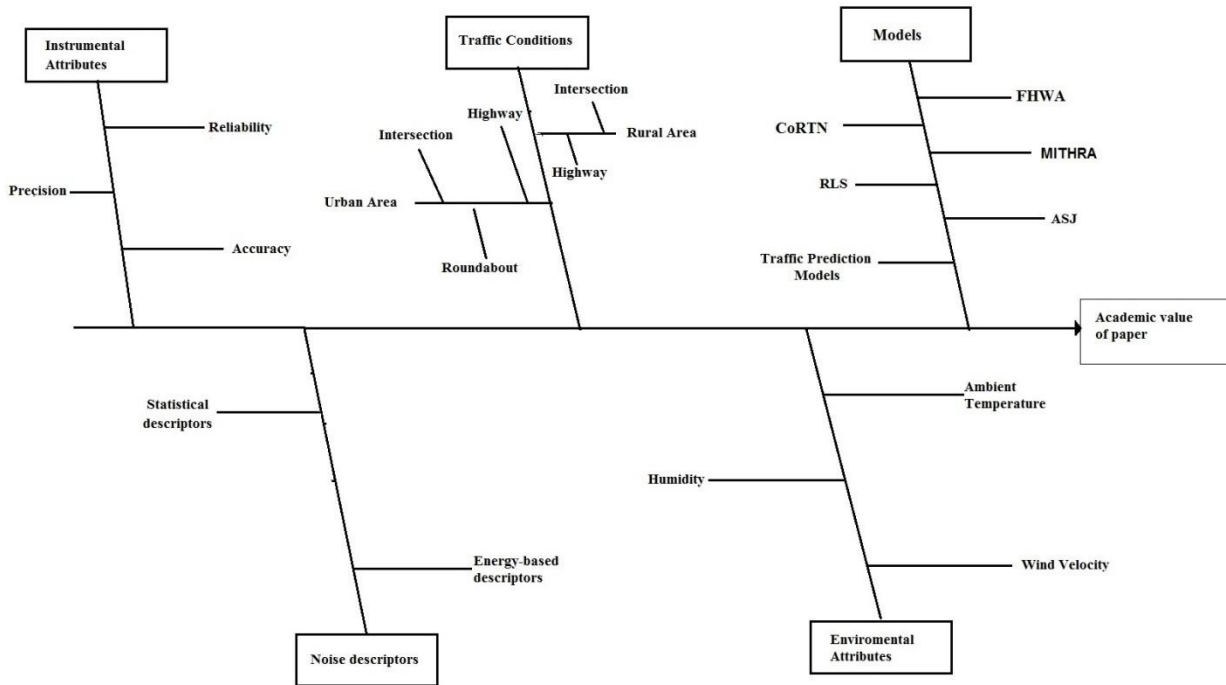 Instrumental
Attributes
Traffic Conditions
Models
Reliability
Precision
Accuracy
Intersection
Highway
Urban Area
Roundabout
Intersection
Rural Area
Highway
FHWA
CoRTN
MITHRA
RLS
ASJ
Traffic Prediction
Models
Academic value
of paper
Statistical
descriptors
Energy-based
descriptors
Noise descriptors
Ambient
Temperature
Humidity
Wind Velocity
Enviromental
Attributes